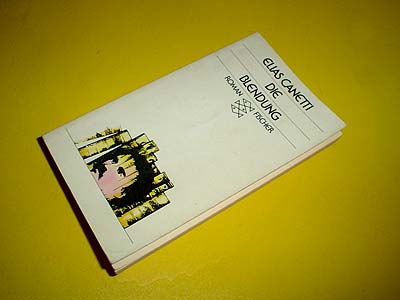 ELIAS CANETTI
DIE
BLENDUNG
ROMAN FISCHER